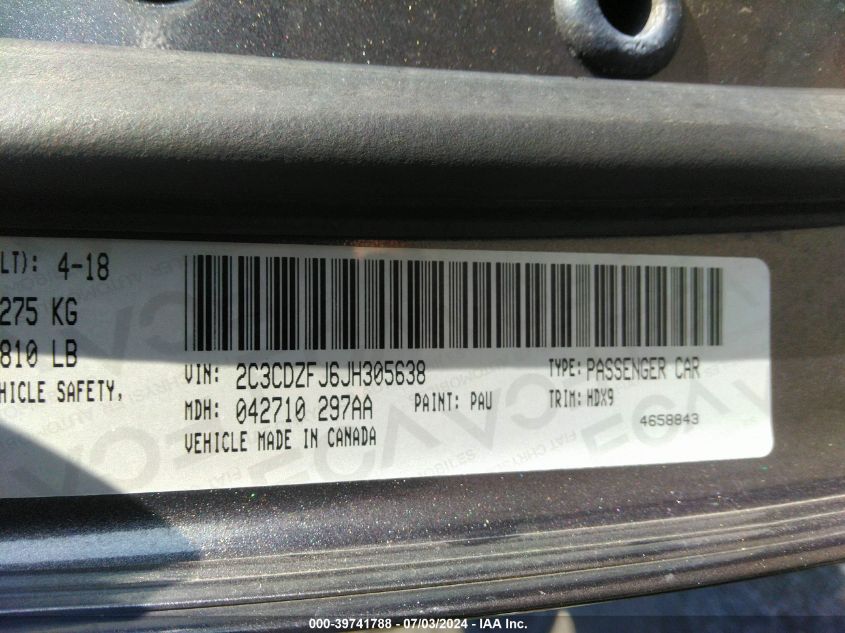 LT): 4-18
275 KG
810 LB
HICLE SAFETY,
VIN: 2C3CDZFJ6JH305638
TYPE: PASSENGER CAR
MDH: 042710 297AA
PAINT: PAU
TRIM: HDX9
VEHICLE MADE IN CANADA
4658843
000-39741788 ⬥ 07/03/2024 ⬥ IAA Inc.